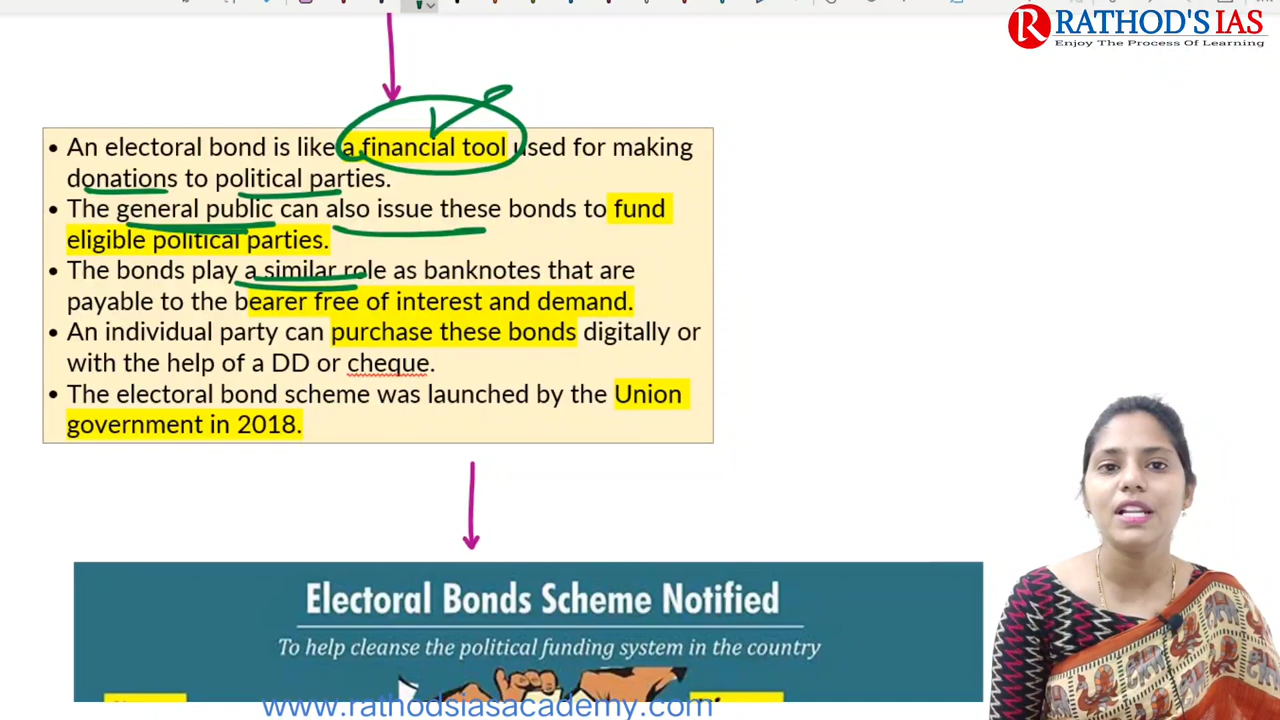 RATHOD'S IAS
Enjoy The Process Of Learning
• An electoral bond is like a financial tool used for making
donations to political parties.
• The general public can also issue these bonds to fund
eligible political parties.
• The bonds play a similar role as banknotes that are
payable to the bearer free of interest and demand.
• An individual party can purchase these bonds digitally or
with the help of a DD or cheque.
• The electoral bond scheme was launched by the Union
government in 2018.
Electoral Bonds Scheme Notified
To help cleanse the political funding system in the country
www.rathodsiasacademy.com